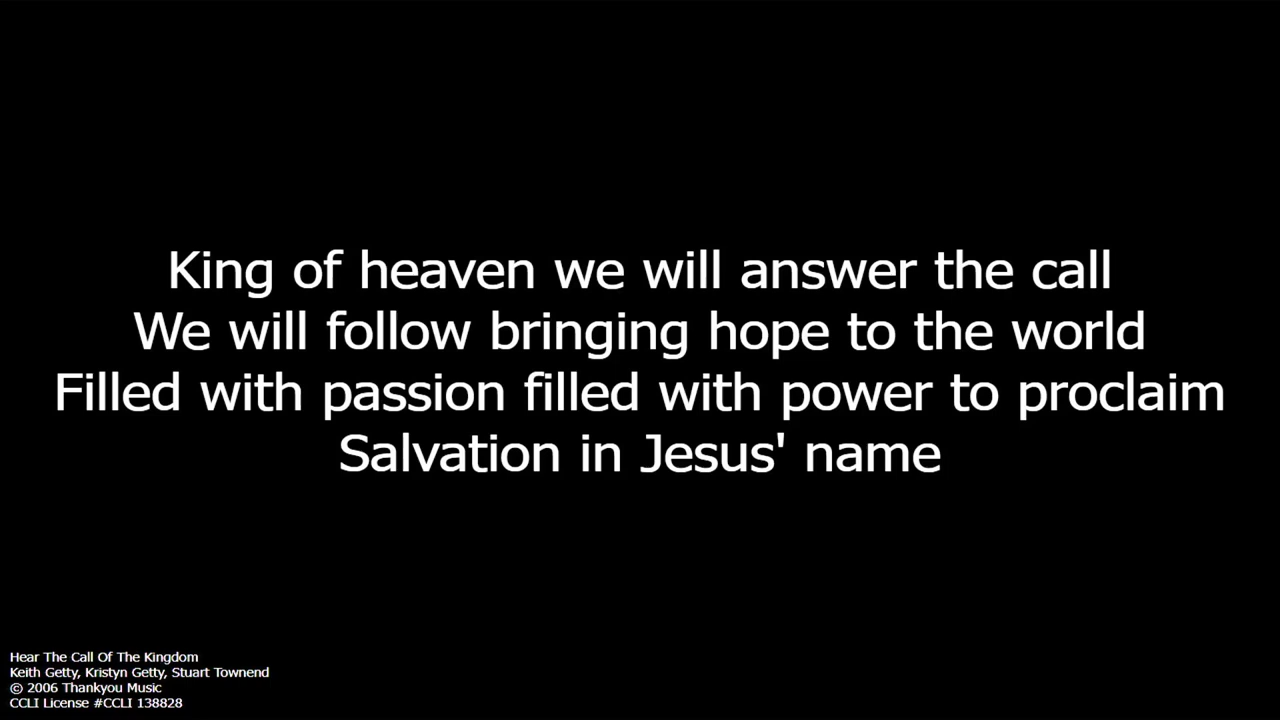 King of heaven we will answer the call
We will follow bringing hope to the world
Filled with passion filled with power to proclaim
Salvation in Jesus' name
Hear The Call Of The Kingdom
Keith Getty, Kristyn Getty, Stuart Townend
© 2006 Thankyou Music
CCLI License #CCLI 138828